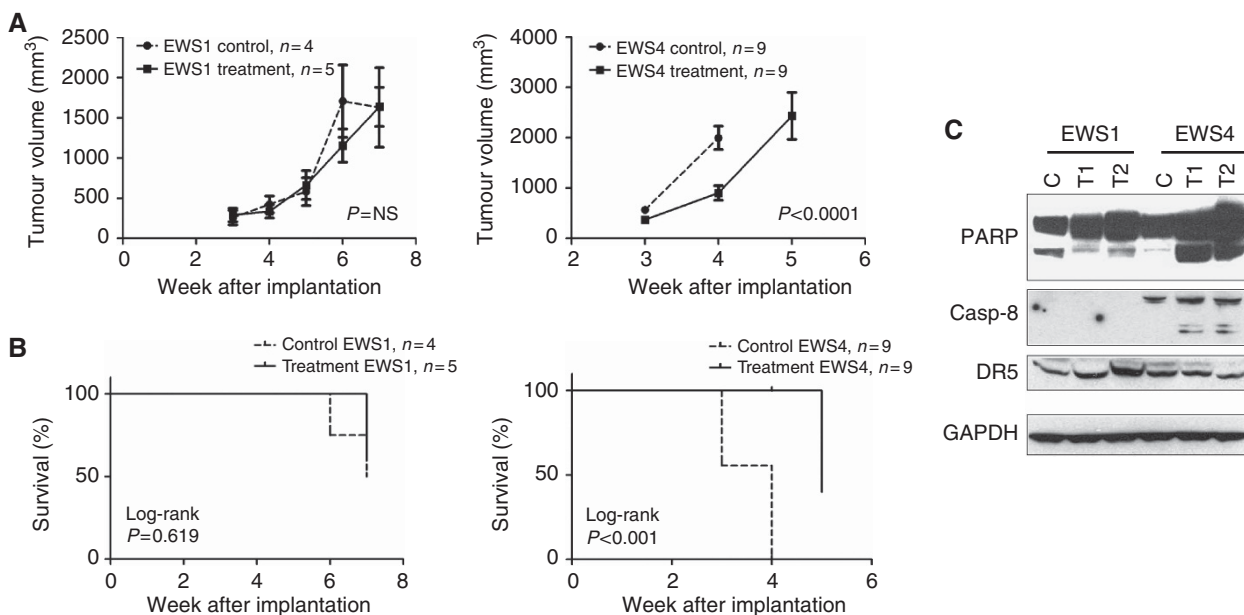 A
Tumour volume (mm³)
2500
2000
1500
1000
500
0
EWS1 control, n=4
EWS1 treatment, n=5
P=NS
0
2
4
6
8
Week after implantation
Tumour volume (mm³)
4000
3000
2000
1000
0
EWS4 control, n=9
EWS4 treatment, n=9
P<0.0001
2
3
4
5
6
Week after implantation
B
Survival (%)
100
50
0
Control EWS1, n=4
Treatment EWS1, n=5
Log-rank
P=0.619
0
2
4
6
8
Week after implantation
Survival (%)
100
50
0
Control EWS4, n=9
Treatment EWS4, n=9
Log-rank
P<0.001
0
2
4
6
Week after implantation
C
EWS1 EWS4
C T1 T2 C T1 T2
PARP
Casp-8
DR5
GAPDH